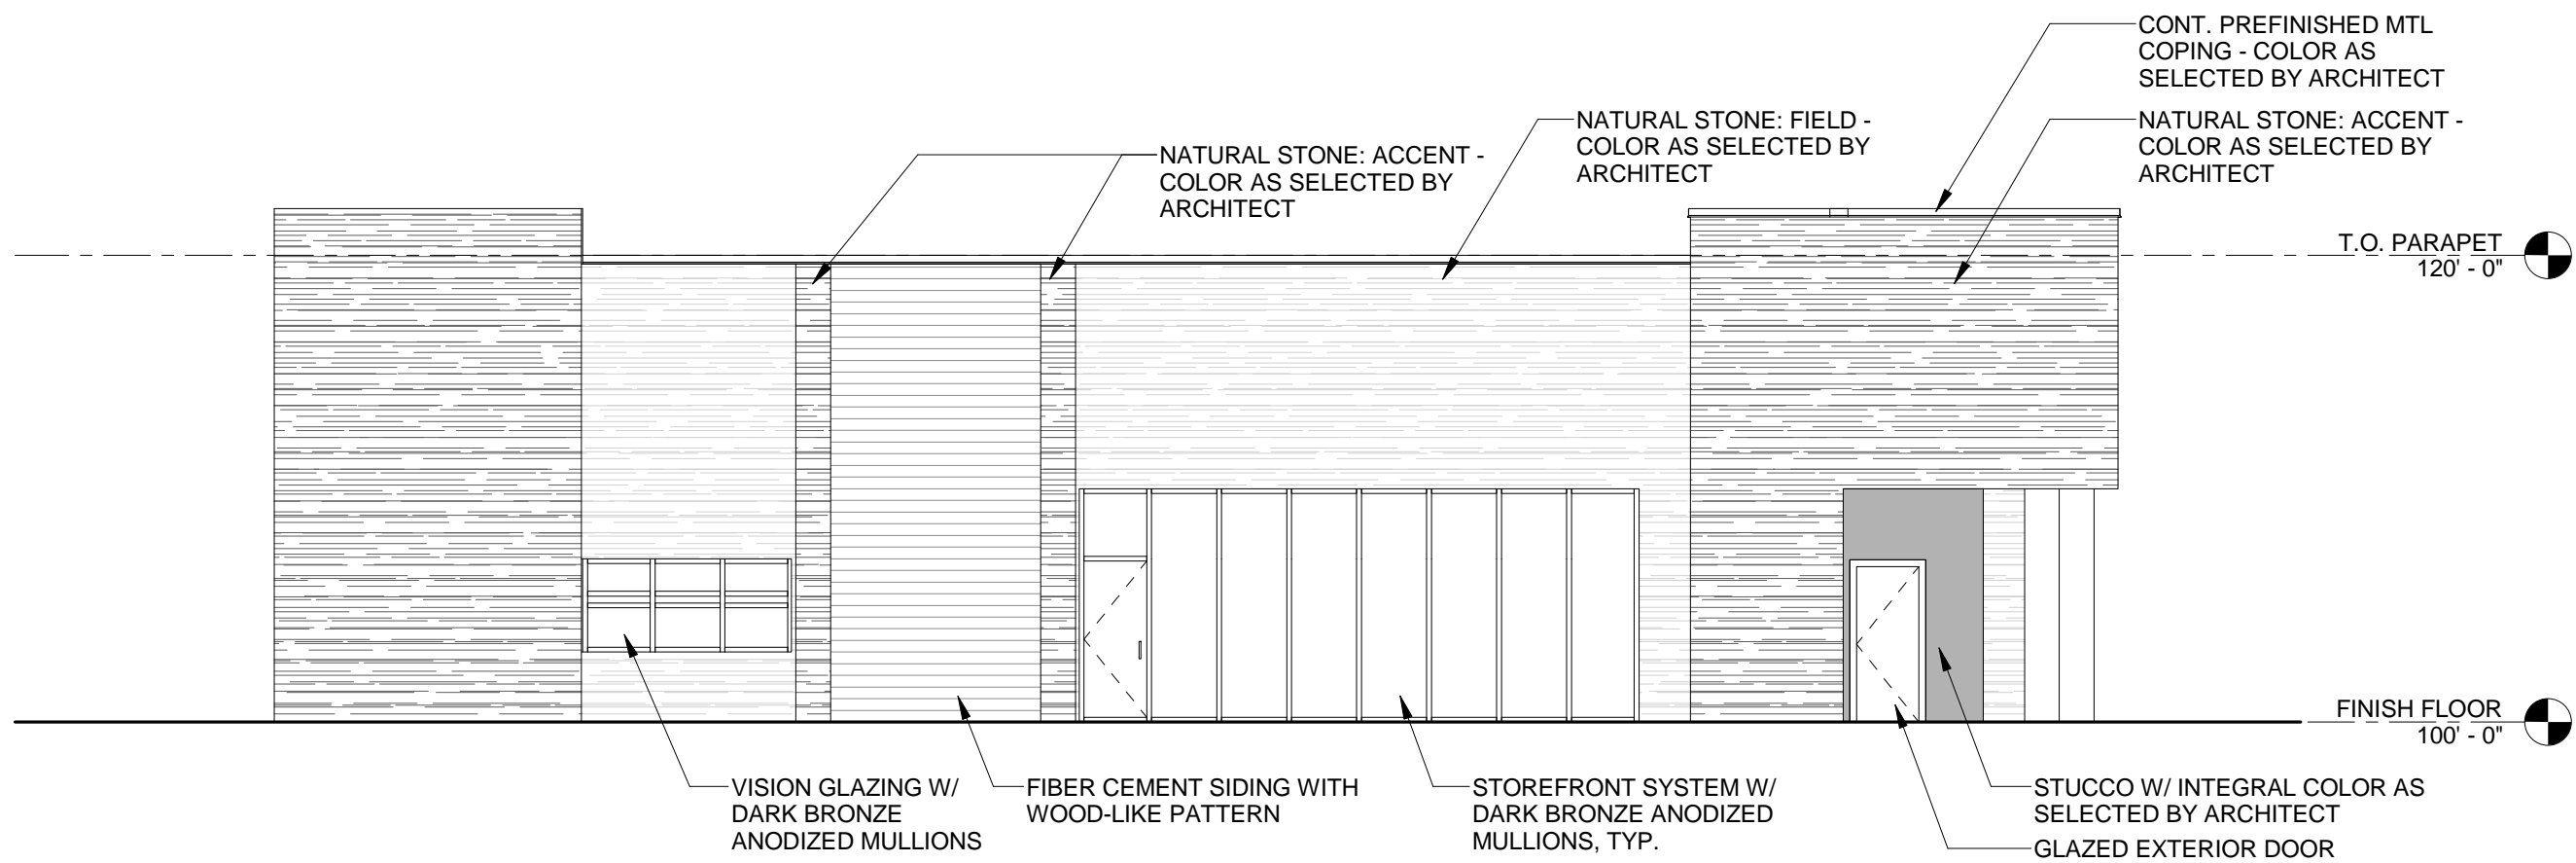 CONT. PREFINISHED MTL
COPING - COLOR AS
SELECTED BY ARCHITECT
NATURAL STONE: ACCENT -
COLOR AS SELECTED BY
ARCHITECT
NATURAL STONE: FIELD -
COLOR AS SELECTED BY
ARCHITECT
NATURAL STONE: ACCENT -
COLOR AS SELECTED BY
ARCHITECT
T.O. PARAPET
120' - 0"
FINISH FLOOR
100' - 0"
VISION GLAZING W/
DARK BRONZE
ANODIZED MULLIONS
FIBER CEMENT SIDING WITH
WOOD-LIKE PATTERN
STOREFRONT SYSTEM W/
DARK BRONZE ANODIZED
MULLIONS, TYP.
STUCCO W/ INTEGRAL COLOR AS
SELECTED BY ARCHITECT
GLAZED EXTERIOR DOOR